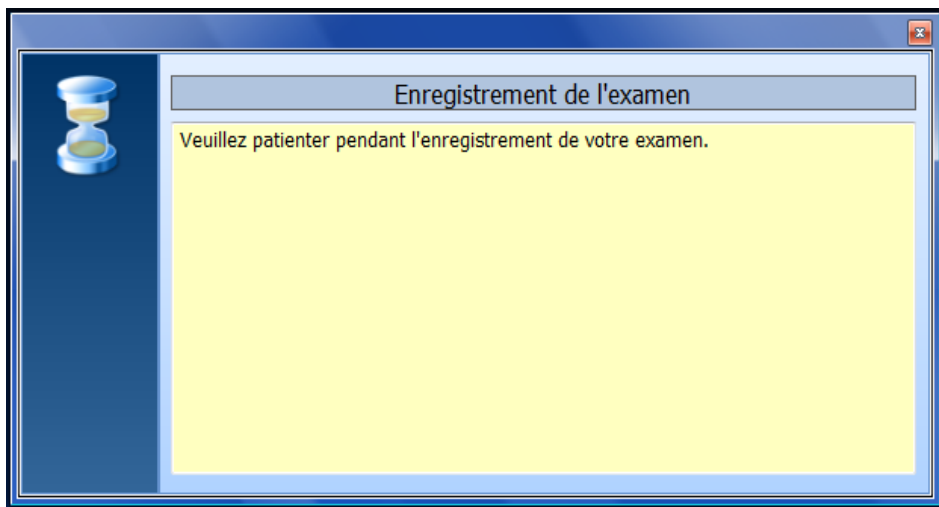 Enregistrement de l'examen
Veuillez patienter pendant l'enregistrement de votre examen.